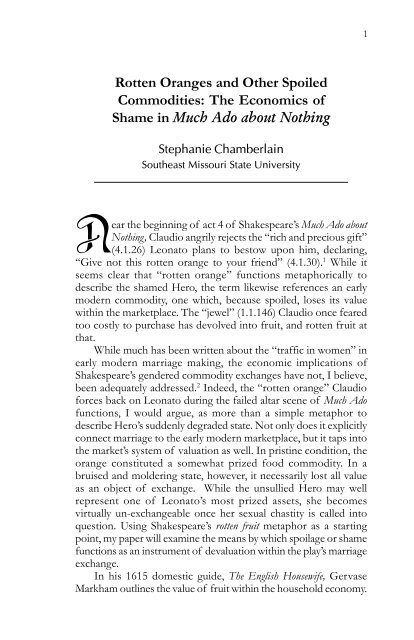 1
Rotten Oranges and Other Spoiled
Commodities: The Economics of
Shame in Much Ado about Nothing
Stephanie Chamberlain
Southeast Missouri State University
Near the beginning of act 4 of Shakespeare's Much Ado about
Nothing, Claudio angrily rejects the "rich and precious gift"
(4.1.26) Leonato plans to bestow upon him, declaring,
"Give not this rotten orange to your friend" (4.1.30).¹ While it
seems clear that "rotten orange" functions metaphorically to
describe the shamed Hero, the term likewise references an early
modern commodity, one which, because spoiled, loses its value
within the marketplace. The "jewel" (1.1.146) Claudio once feared
too costly to purchase has devolved into fruit, and rotten fruit at
that.
While much has been written about the "traffic in women" in
early modern marriage making, the economic implications of
Shakespeare's gendered commodity exchanges have not, I believe,
been adequately addressed.² Indeed, the "rotten orange" Claudio
forces back on Leonato during the failed altar scene of Much Ado
functions, I would argue, as more than a simple metaphor to
describe Hero's suddenly degraded state. Not only does it explicitly
connect marriage to the early modern marketplace, but it taps into
the market's system of valuation as well. In pristine condition, the
orange constituted a somewhat prized food commodity. In a
bruised and moldering state, however, it necessarily lost all value
as an object of exchange. While the unsullied Hero may well
represent one of Leonato's most prized assets, she becomes
virtually un-exchangeable once her sexual chastity is called into
question. Using Shakespeare's rotten fruit metaphor as a starting
point, my paper will examine the means by which spoilage or shame
functions as an instrument of devaluation within the play's marriage
exchange.
In his 1615 domestic guide, The English Housewife, Gervase
Markham outlines the value of fruit within the household economy.